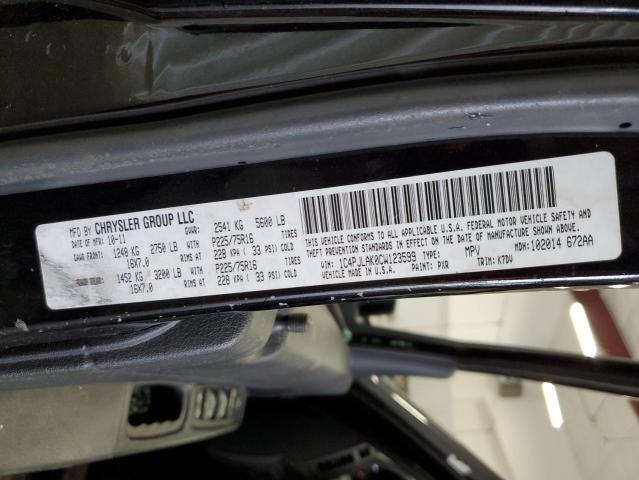 MFD BY CHRYSLER GROUP LLC GVWR: 2541 KG 5600 LB
DATE OF MFR: 10-11 TIRES
GAWR FRONT 1248 KG 2750 LB P225/75R16
16X7.0 RIMS AT 228 KPA ( 33 PSI) COLD
1452 KG 3200 LB P225/75R16 TIRES
16X7.0 RIMS AT 228 KPA ( 33 PSI) COLD
THIS VEHICLE CONFORMS TO ALL APPLICABLE U.S.A. FEDERAL MOTOR VEHICLE SAFETY AND
THEFT PREVENTION STANDARDS IN EFFECT ON THE DATE OF MANUFACTURE SHOWN ABOVE.
VIN: 1C4PJLAK0CW123599 TYPE: MPV MDH: 102014 672AA
VEHICLE MADE IN U.S.A. PAINT: PXR TRIM: K7DV